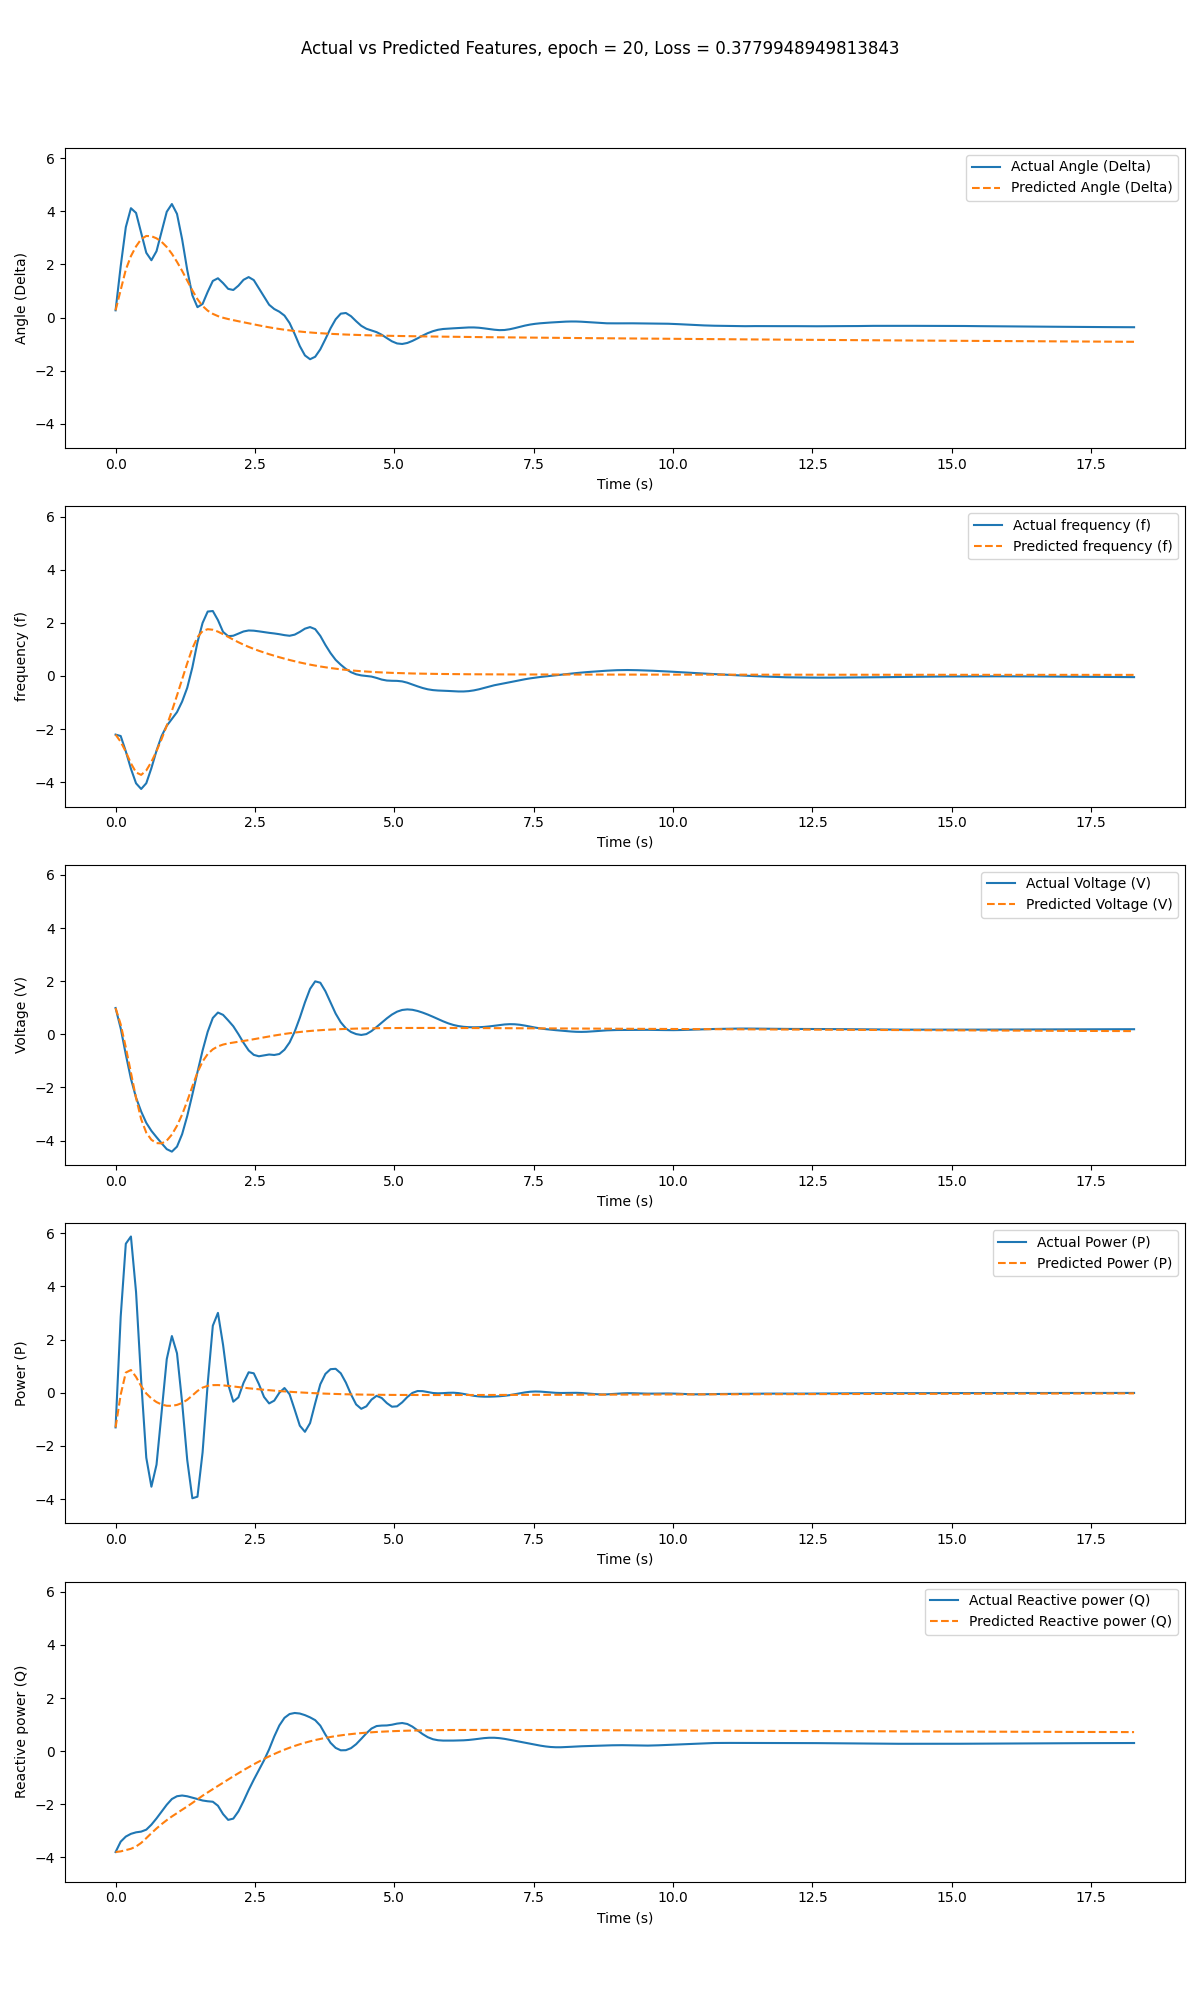 Actual vs Predicted Features, epoch = 20, Loss = 0.3779948949813843
Actual Angle (Delta)
Predicted Angle (Delta)
6
4
2
0
−2
−4
Angle (Delta)
0.0 2.5 5.0 7.5 10.0 12.5 15.0 17.5
Time (s)
Actual frequency (f)
Predicted frequency (f)
6
4
2
0
−2
−4
frequency (f)
0.0 2.5 5.0 7.5 10.0 12.5 15.0 17.5
Time (s)
Actual Voltage (V)
Predicted Voltage (V)
6
4
2
0
−2
−4
Voltage (V)
0.0 2.5 5.0 7.5 10.0 12.5 15.0 17.5
Time (s)
Actual Power (P)
Predicted Power (P)
6
4
2
0
−2
−4
Power (P)
0.0 2.5 5.0 7.5 10.0 12.5 15.0 17.5
Time (s)
Actual Reactive power (Q)
Predicted Reactive power (Q)
6
4
2
0
−2
−4
Reactive power (Q)
0.0 2.5 5.0 7.5 10.0 12.5 15.0 17.5
Time (s)